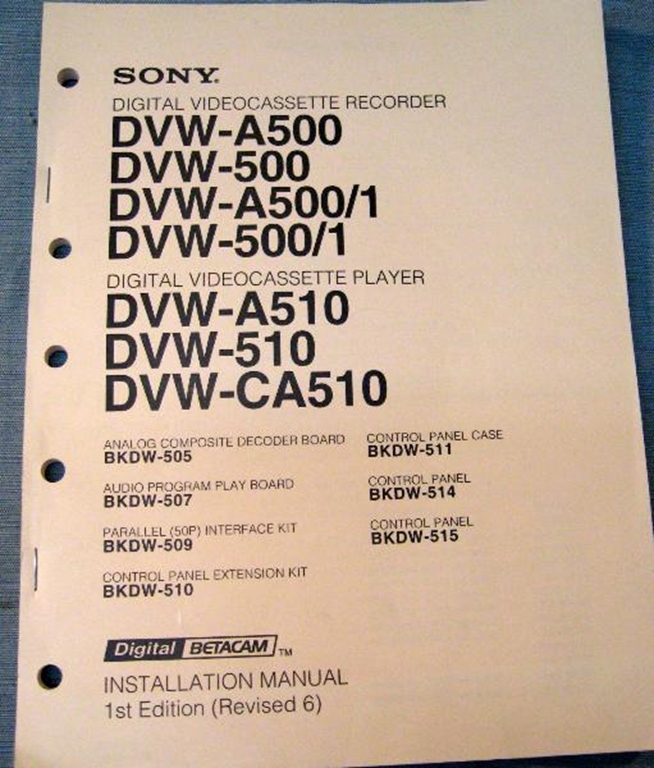 SONY.
DIGITAL VIDEOCASSETTE RECORDER
DVW-A500
DVW-500
DVW-A500/1
DVW-500/1
DIGITAL VIDEOCASSETTE PLAYER
DVW-A510
DVW-510
DVW-CA510
ANALOG COMPOSITE DECODER BOARD
BKDW-505
AUDIO PROGRAM PLAY BOARD
BKDW-507
PARALLEL (50P) INTERFACE KIT
BKDW-509
CONTROL PANEL EXTENSION KIT
BKDW-510
CONTROL PANEL CASE
BKDW-511
CONTROL PANEL
BKDW-514
CONTROL PANEL
BKDW-515
Digital BETACAM TM
INSTALLATION MANUAL
1st Edition (Revised 6)